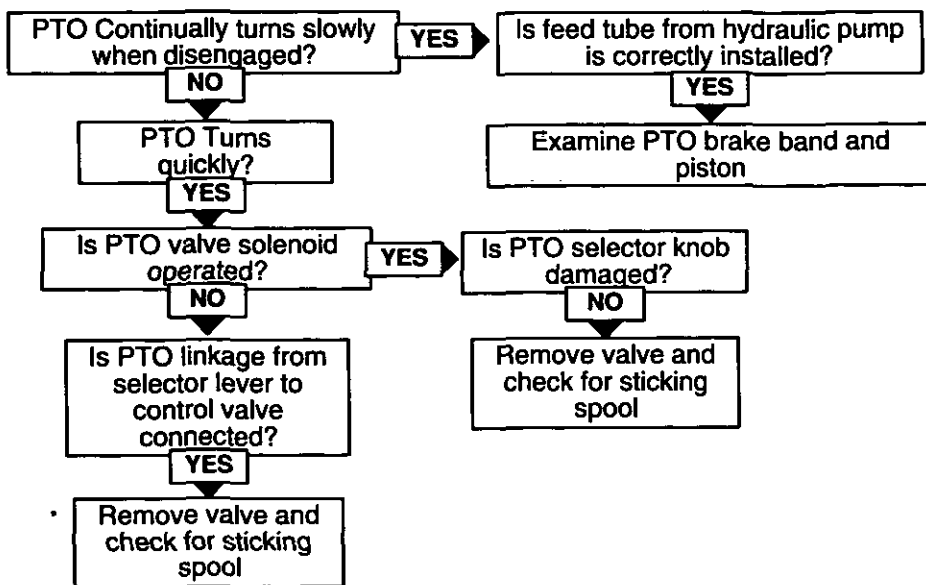 PTO Continually turns slowly
when disengaged?
YES
Is feed tube from hydraulic pump
is correctly installed?
NO
YES
PTO Turns
quickly?
Examine PTO brake band and
piston
YES
Is PTO valve solenoid
operated?
YES
Is PTO selector knob
damaged?
NO
NO
Is PTO linkage from
selector lever to
control valve
connected?
Remove valve and
check for sticking
spool
YES
Remove valve and
check for sticking
spool